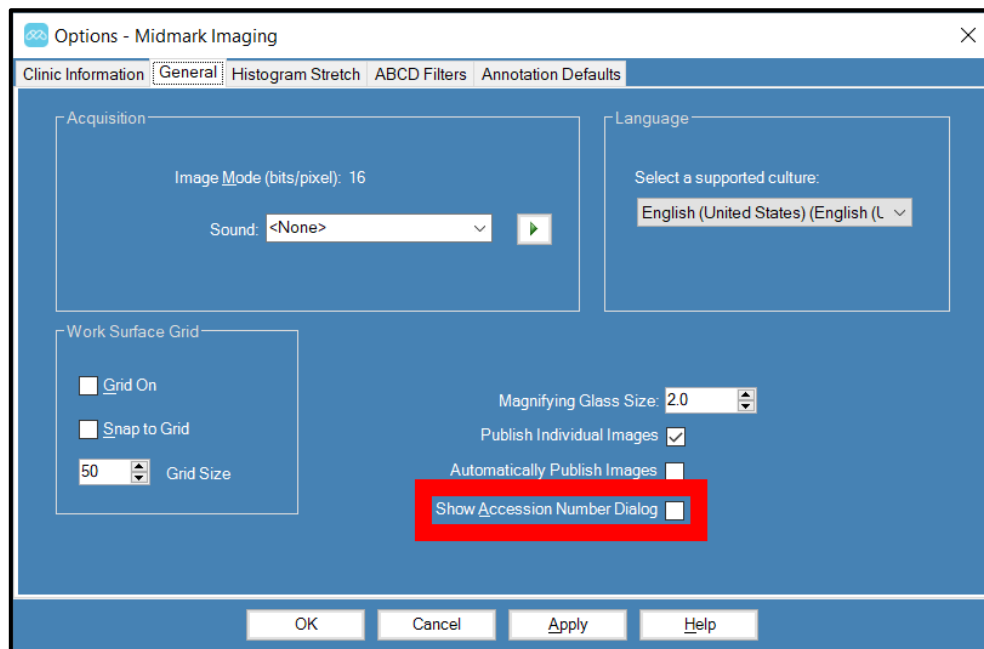 Options - Midmark Imaging
Clinic Information General Histogram Stretch ABCD Filters Annotation Defaults
Acquisition
Image Mode (bits/pixel): 16
Sound: <None>
Language
Select a supported culture:
English (United States) (English (U
Work Surface Grid
Grid On
Snap to Grid
50 Grid Size
Magnifying Glass Size: 2.0
Publish Individual Images
Automatically Publish Images
Show Accession Number Dialog
OK Cancel Apply Help